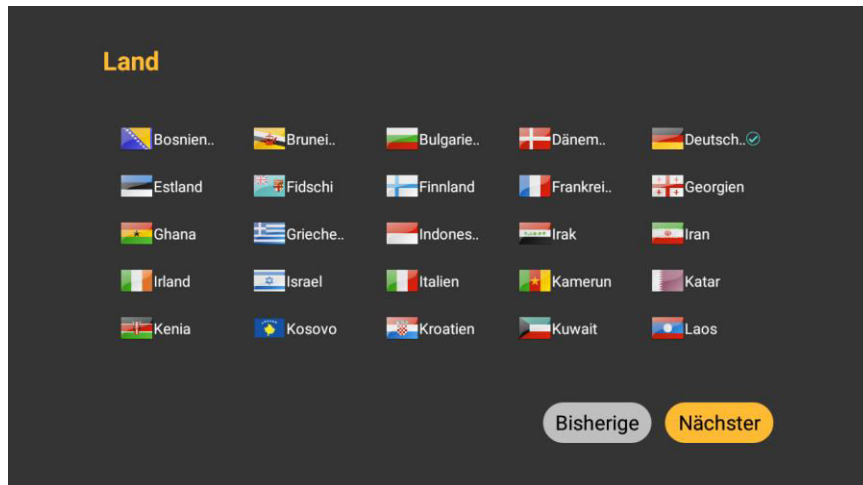 Land
Bosnien.. Brunei.. Bulgarie.. Dänem.. Deutsch..
Estland Fidschi Finnland Frankrei.. Georgien
Ghana Grieche.. Indones.. Irak Iran
Irland Israel Italien Kamerun Katar
Kenia Kosovo Kroatien Kuwait Laos
Bisherige Nächster